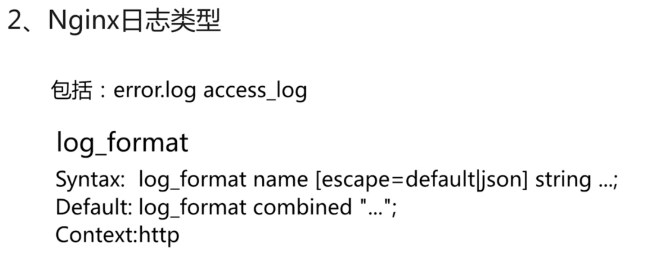 2、Nginx日志类型
包括：error.log access_log
log_format
Syntax: log_format name [escape=default|json] string ...;
Default: log_format combined "...";
Context:http